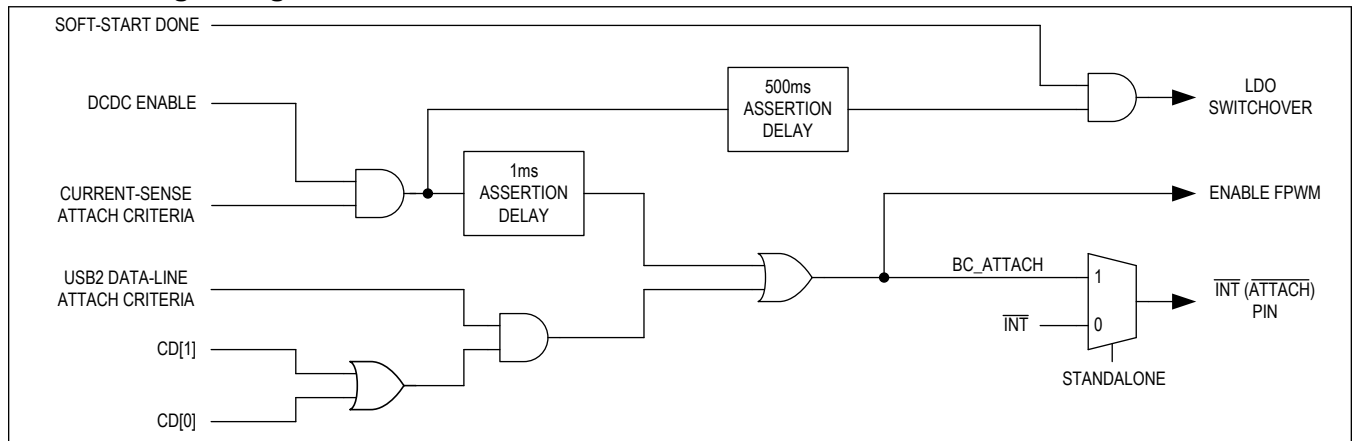 SOFT-START DONE
DCDC ENABLE
500ms
ASSERTION
DELAY
LDO
SWITCHOVER
CURRENT-SENSE
ATTACH CRITERIA
1ms
ASSERTION
DELAY
ENABLE FPWM
USB2 DATA-LINE
ATTACH CRITERIA
BC_ATTACH
1
INT (ATTACH)
PIN
INT
0
CD[1]
STANDALONE
CD[0]